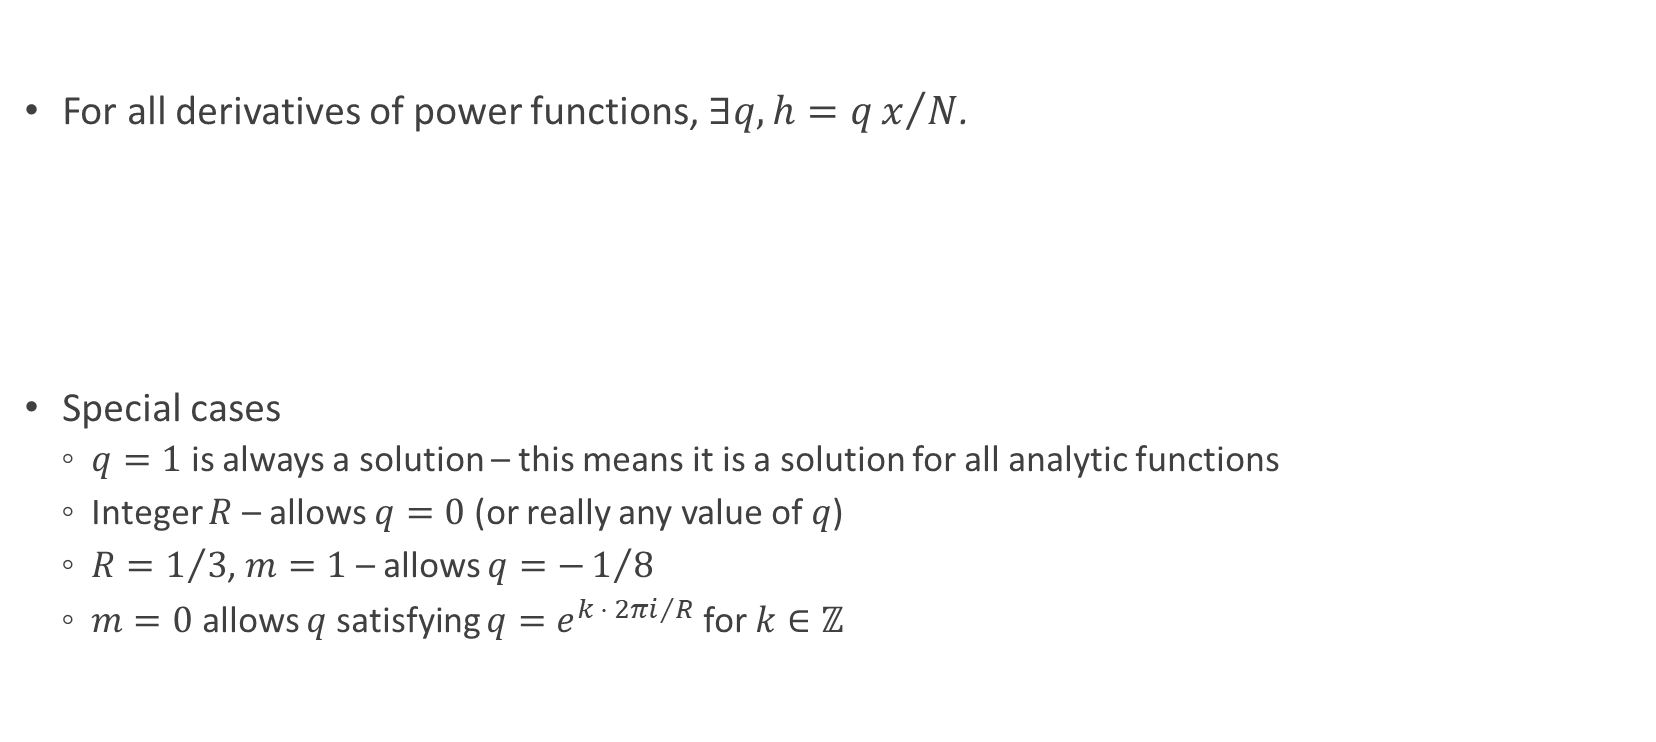 • For all derivatives of power functions, ∃q, h = q x/N.
• Special cases
◦ q = 1 is always a solution – this means it is a solution for all analytic functions
◦ Integer R – allows q = 0 (or really any value of q)
◦ R = 1/3, m = 1 – allows q = − 1/8
◦ m = 0 allows q satisfying q = e^{k · 2πi/R} for k ∈ ℤ